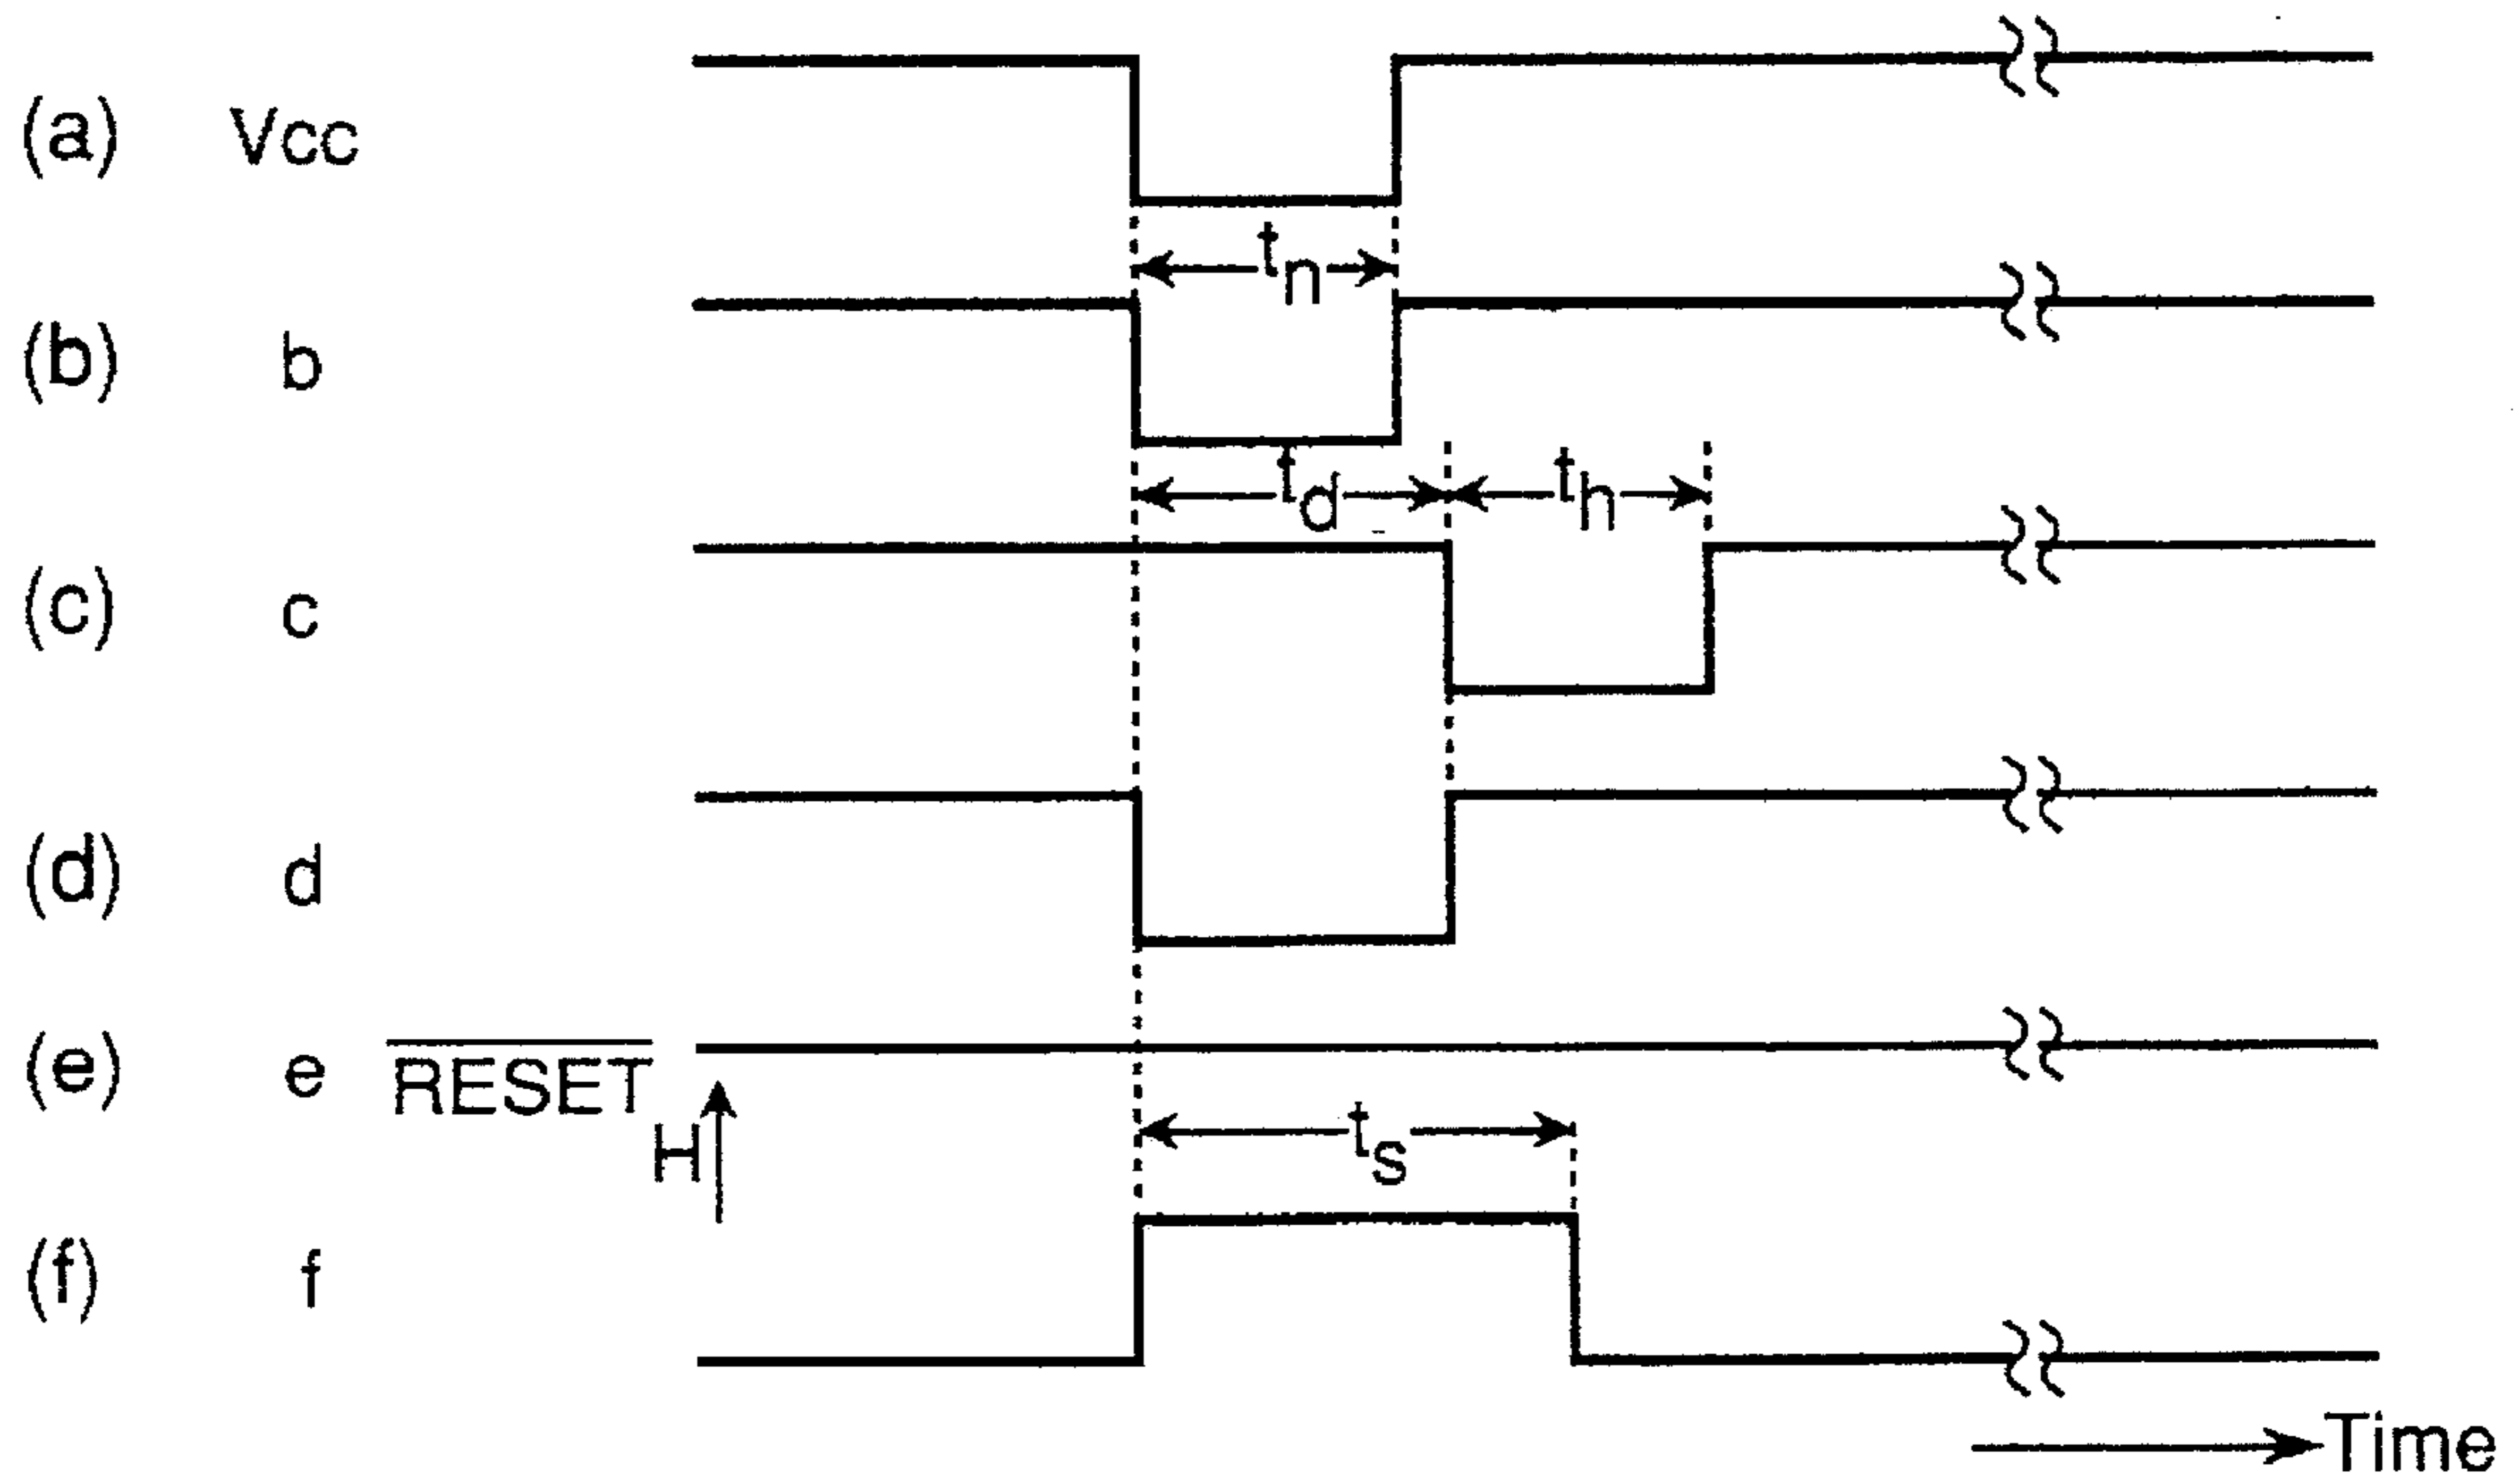 (a) Vcc
tn
(b) b
td th
(c) c
(d) d
(e) e RESET
H
ts
(f) f
Time